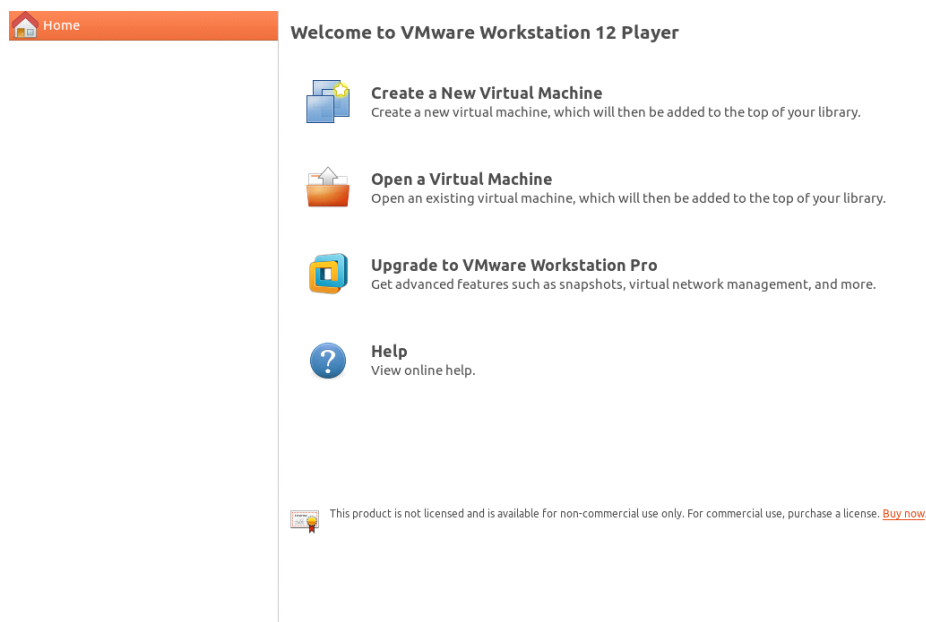 Home
Welcome to VMware Workstation 12 Player
Create a New Virtual Machine
Create a new virtual machine, which will then be added to the top of your library.
Open a Virtual Machine
Open an existing virtual machine, which will then be added to the top of your library.
Upgrade to VMware Workstation Pro
Get advanced features such as snapshots, virtual network management, and more.
?
Help
View online help.
This product is not licensed and is available for non-commercial use only. For commercial use, purchase a license. Buy now.